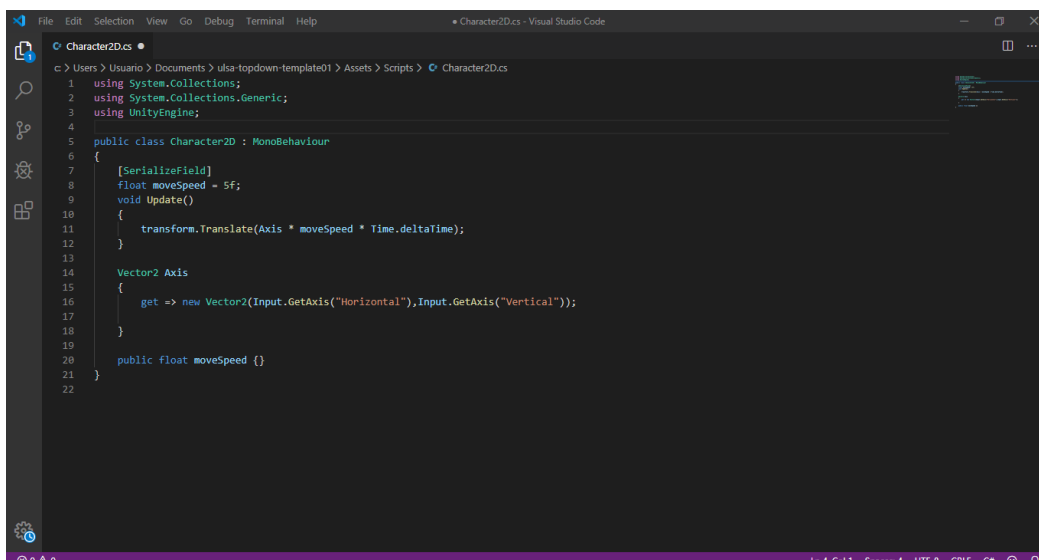 File Edit Selection View Go Debug Terminal Help ● Character2D.cs - Visual Studio Code
1
Character2D.cs ●
c > Users > Usuario > Documents > ulsa-topdown-template01 > Assets > Scripts > Character2D.cs
1 using System.Collections;
2 using System.Collections.Generic;
3 using UnityEngine;
4
5 public class Character2D : MonoBehaviour
6 {
7 [SerializeField]
8 float moveSpeed = 5f;
9 void Update()
10 {
11 transform.Translate(Axis * moveSpeed * Time.deltaTime);
12 }
13
14 Vector2 Axis
15 {
16 get => new Vector2(Input.GetAxis("Horizontal"),Input.GetAxis("Vertical"));
17
18 }
19
20 public float moveSpeed {}
21 }
22